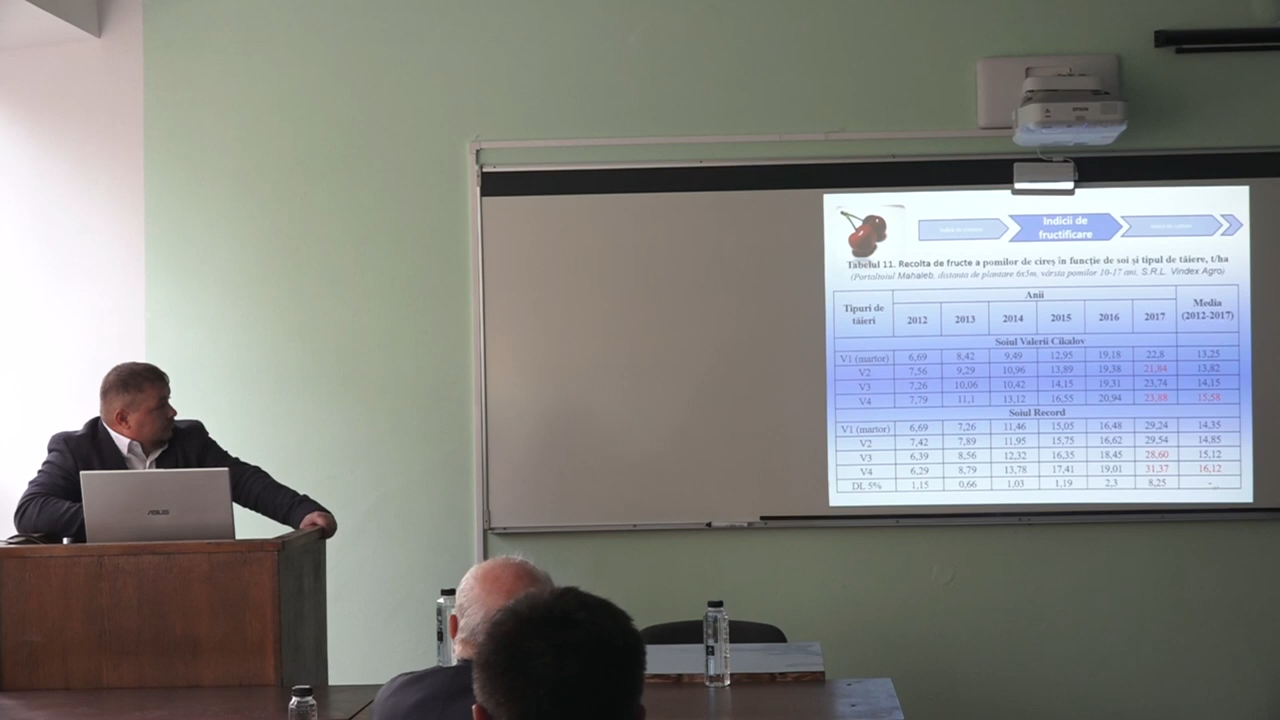 EPSON
Indicii de
fructificare
Tabelul 11. Recolta de fructe a pomilor de cireș în funcție de soi și tipul de tăiere, t/ha
(Portaltoiul Mahaleb, distanta de plantare 6x5m, vârsta pomilor 10-17 ani, S.R.L. Vindex Agro)
Tipuri de tăieri Anii Media (2012-2017)
2012 2013 2014 2015 2016 2017
Soiul Valerii Cikalov
V1 (martor) 6,69 8,42 9,49 12,95 19,18 22,8 13,25
V2 7,56 9,29 10,96 13,89 19,38 21,84 13,82
V3 7,26 10,06 10,42 14,15 19,31 23,74 14,15
V4 7,79 11,1 13,12 16,55 20,94 23,88 15,58
Soiul Record
V1 (martor) 6,69 7,26 11,46 15,05 16,48 29,24 14,35
V2 7,42 7,89 11,95 15,75 16,62 29,54 14,85
V3 6,39 8,56 12,32 16,35 18,45 28,60 15,12
V4 6,29 8,79 13,78 17,41 19,01 31,37 16,12
DL 5% 1,15 0,66 1,03 1,19 2,3 8,25 -
ASUS